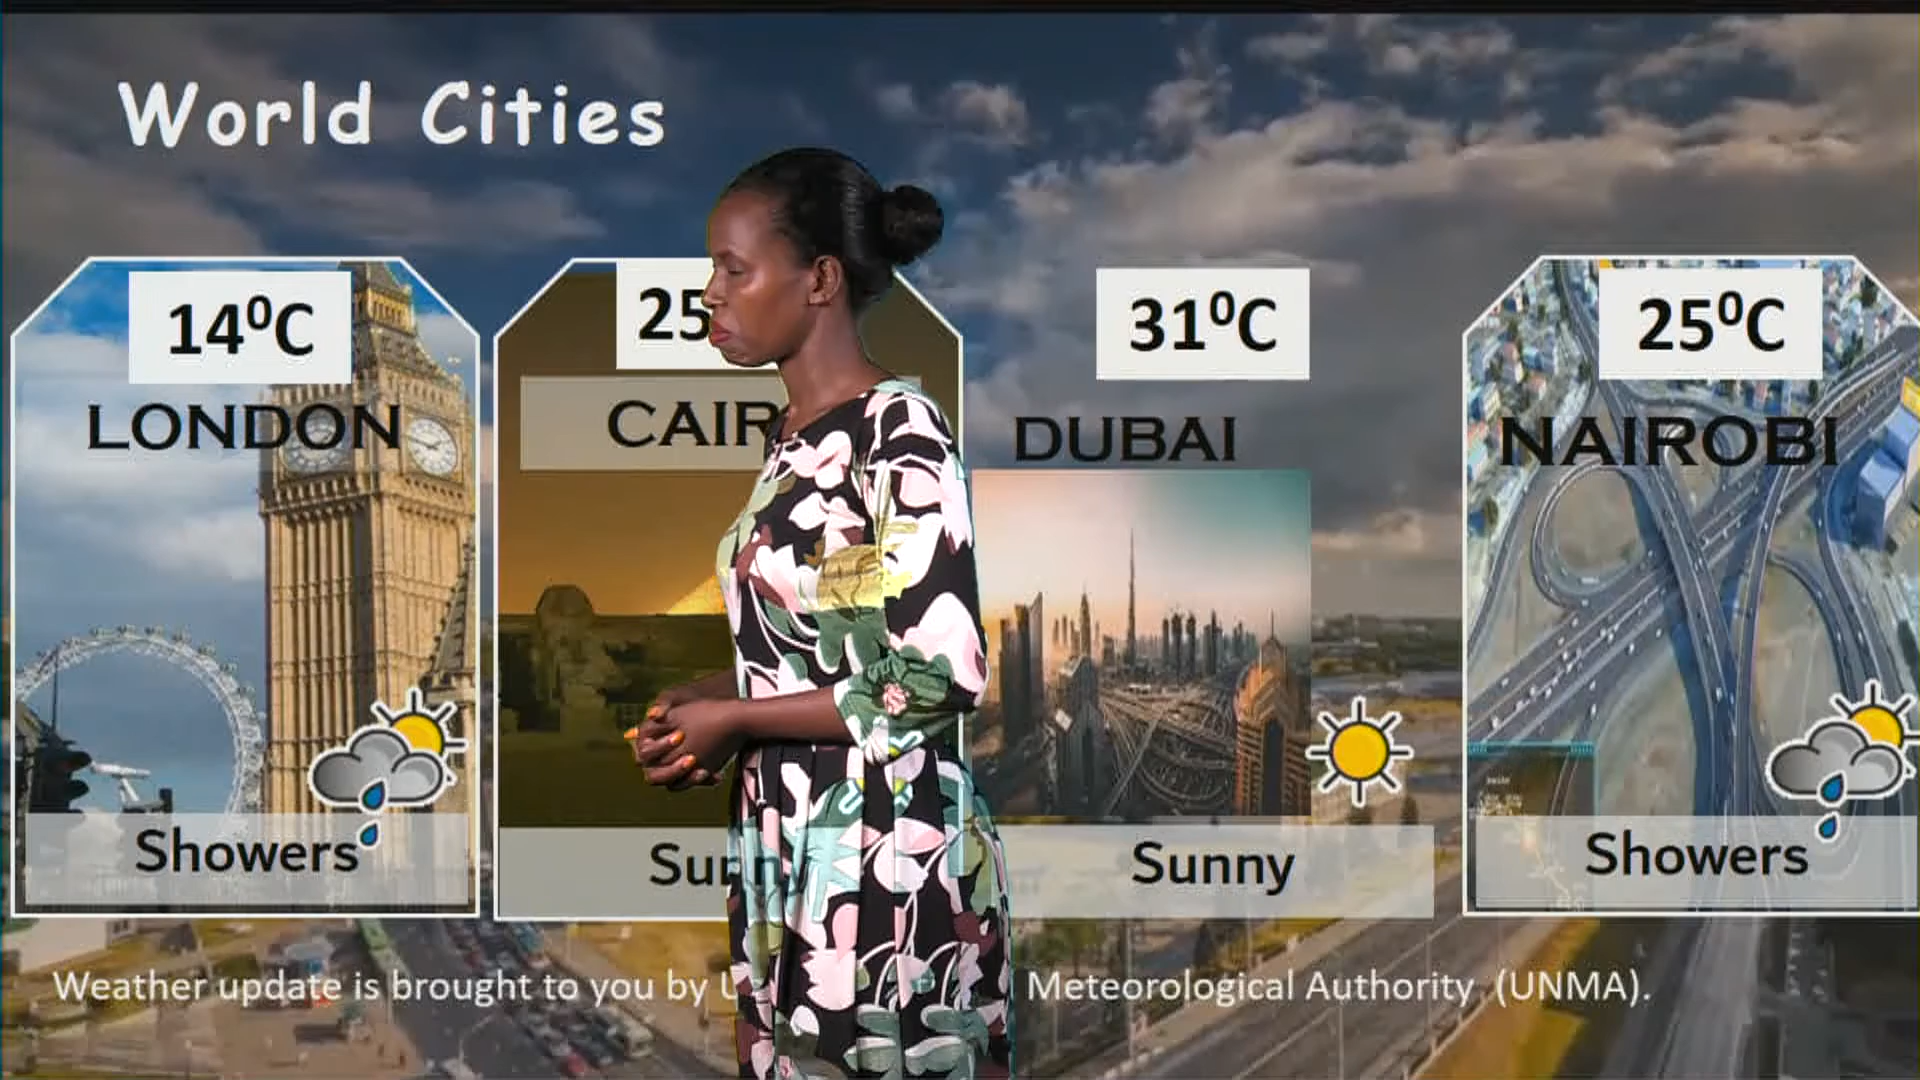 World Cities
14⁰C
25
31⁰C
25⁰C
LONDON
CAIR
DUBAI
NAIROBI
Showers
Sunny
Sunny
Showers
Weather update is brought to you by U Meteorological Authority (UNMA).